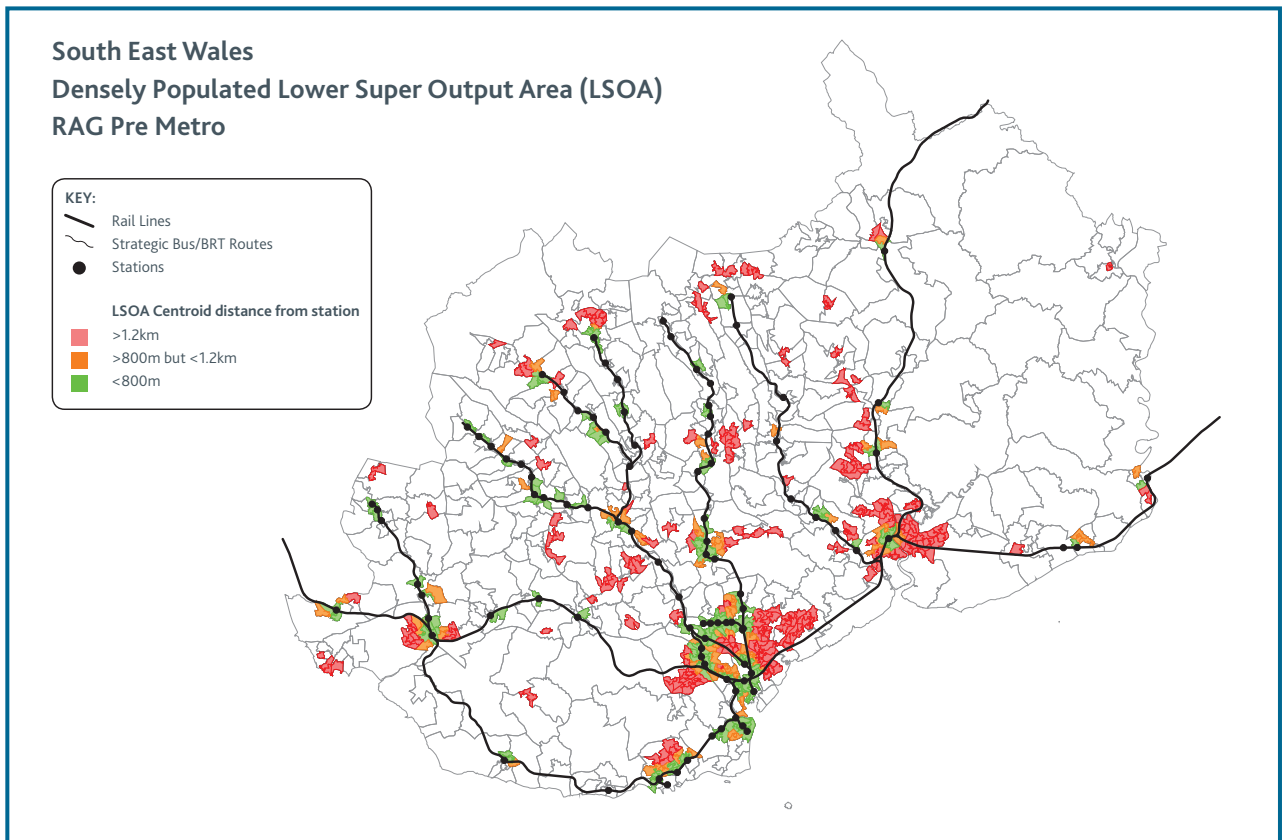 South East Wales
Densely Populated Lower Super Output Area (LSOA)
RAG Pre Metro
KEY:
Rail Lines
Strategic Bus/BRT Routes
Stations
LSOA Centroid distance from station
>1.2km
>800m but <1.2km
<800m